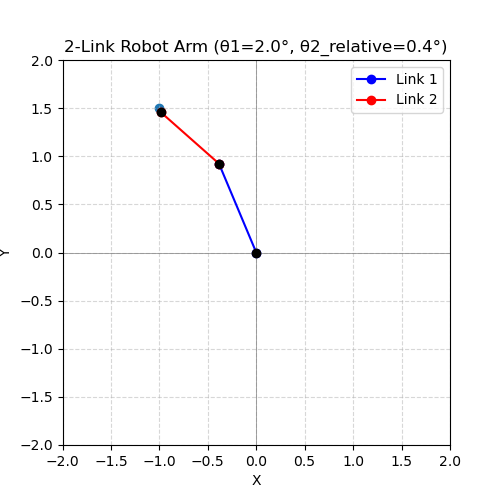 2-Link Robot Arm (θ1=2.0°, θ2_relative=0.4°)
2.0
1.5
1.0
0.5
0.0
−0.5
−1.0
−1.5
−2.0
Y
Link 1
Link 2
−2.0 −1.5 −1.0 −0.5 0.0 0.5 1.0 1.5 2.0
X